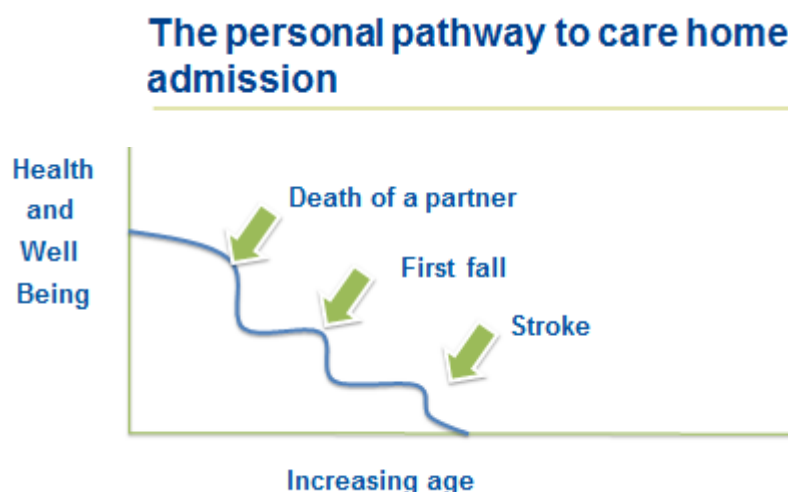 The personal pathway to care home
admission
Health
and
Well
Being
Death of a partner
First fall
Stroke
Increasing age